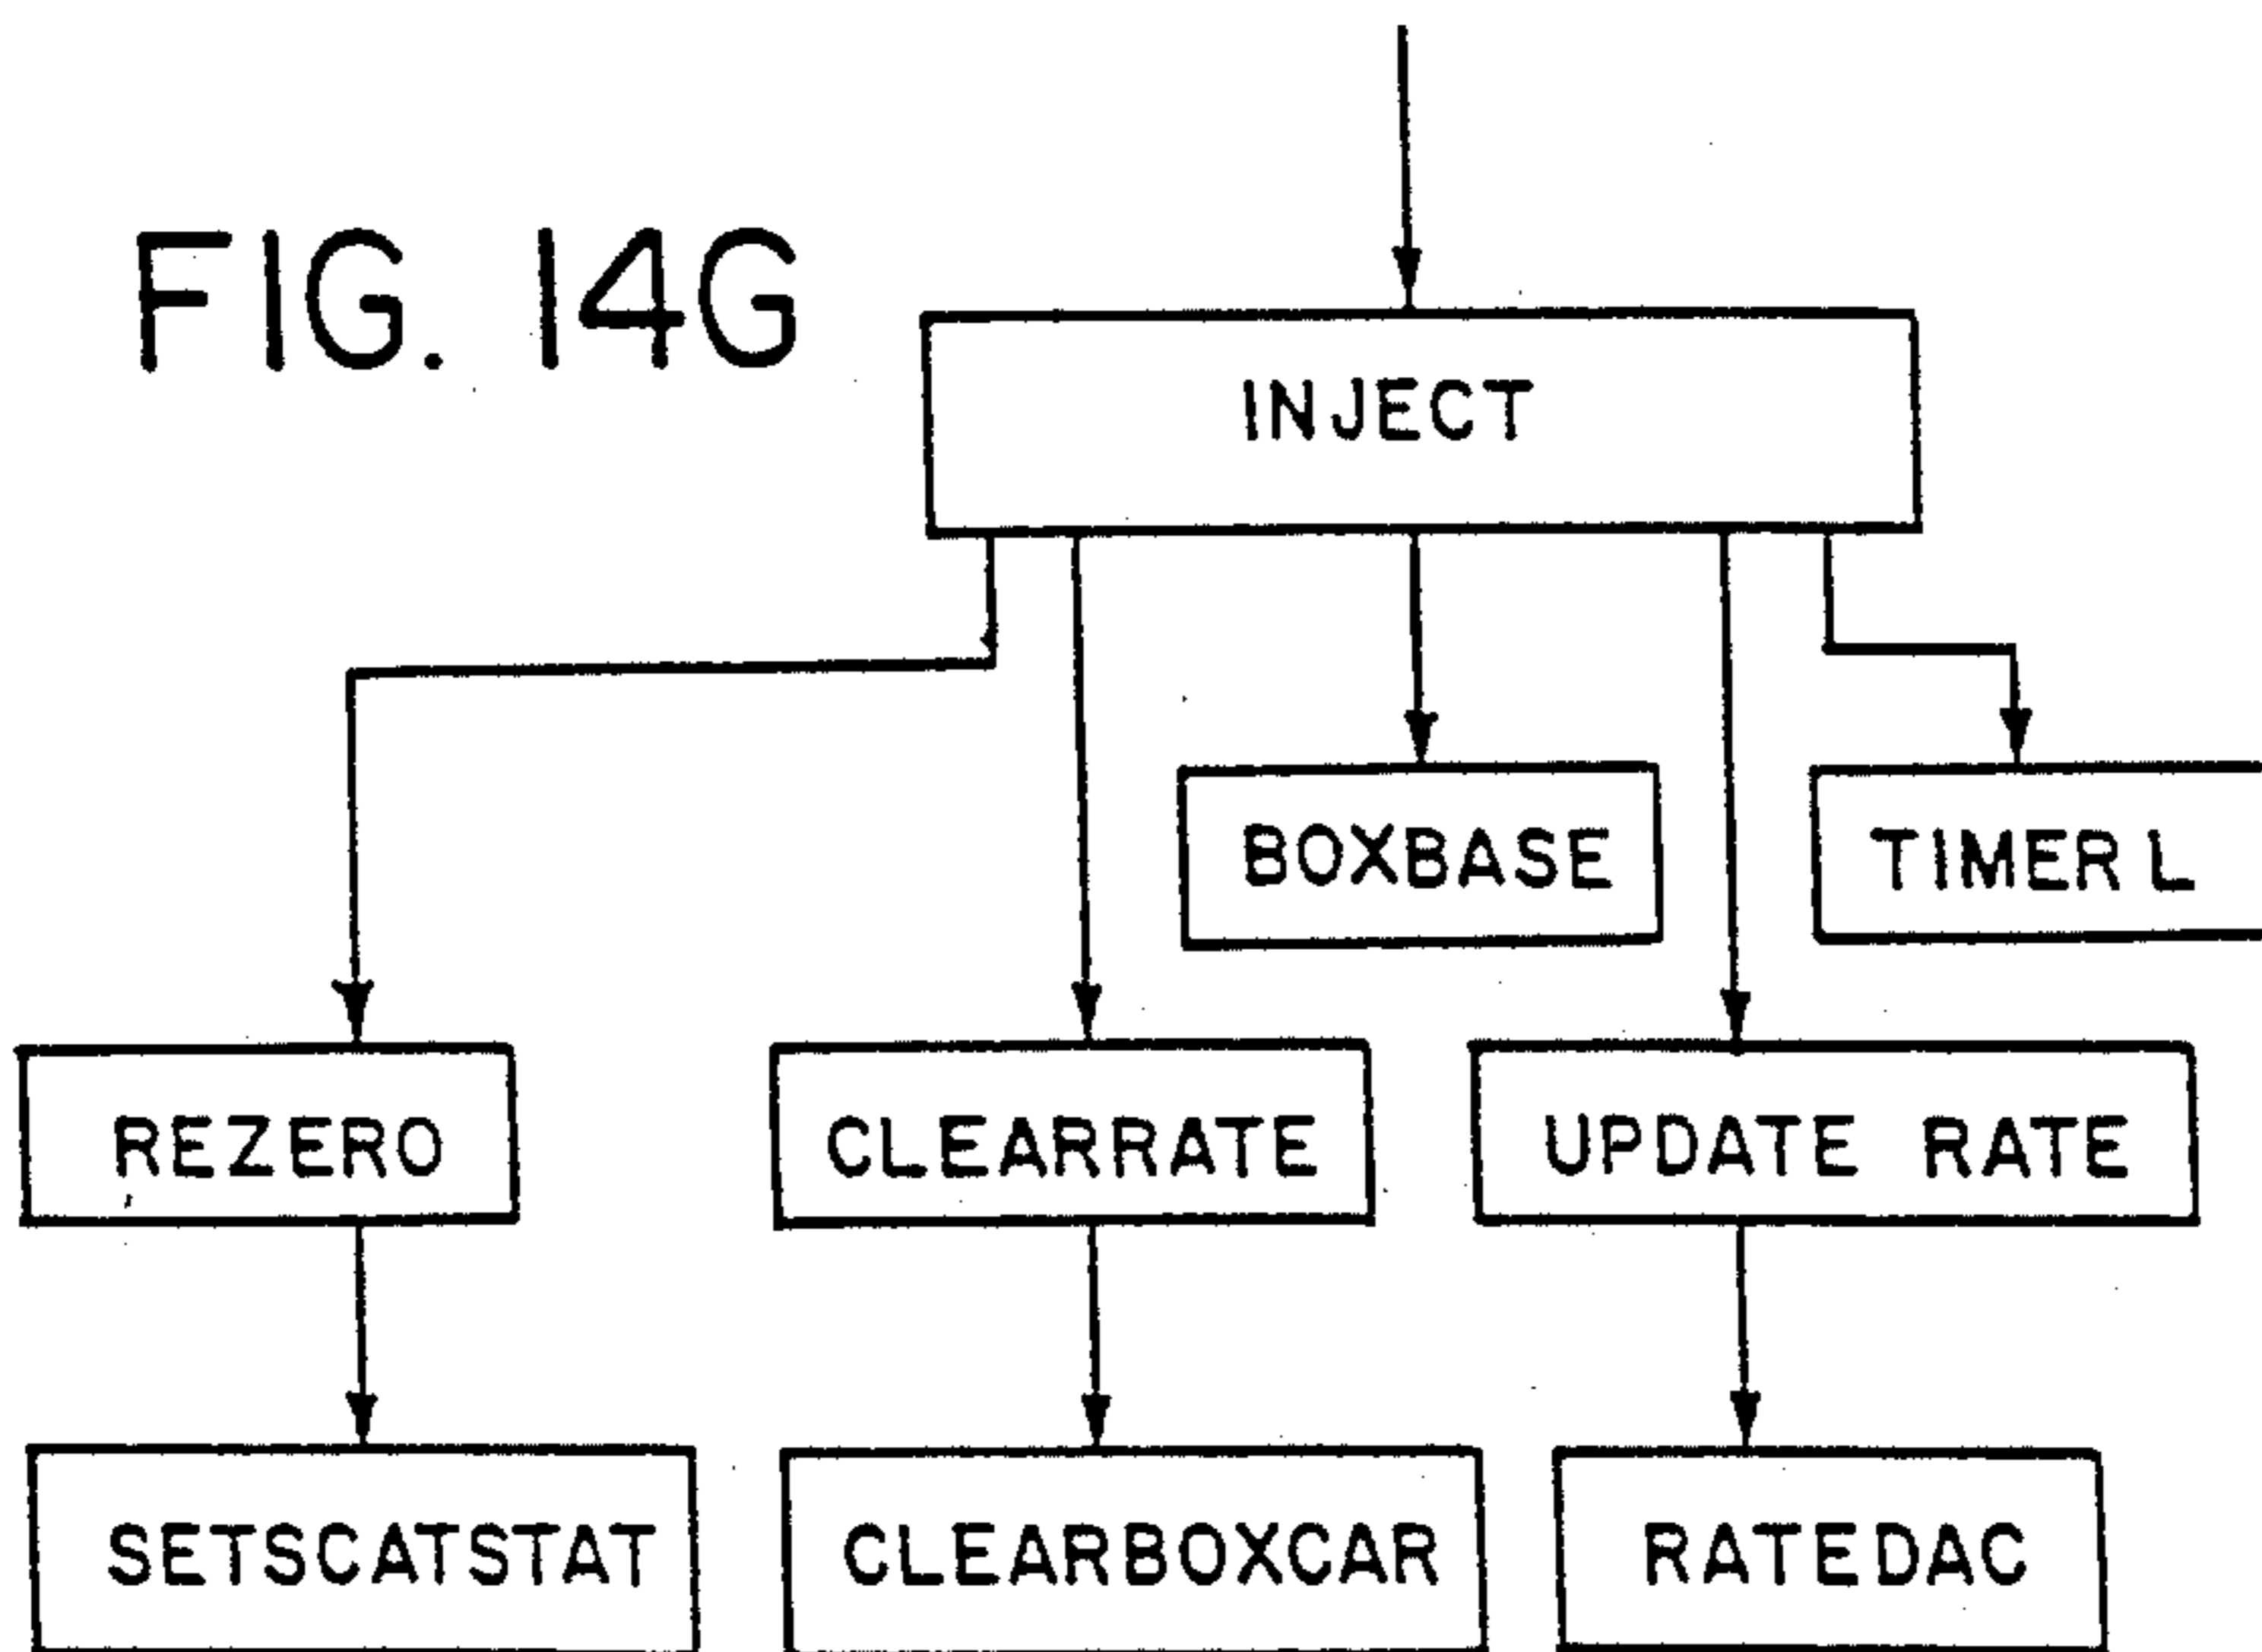 FIG. 14G
INJECT
BOXBASE
TIMER L
REZERO
CLEARRATE
UPDATE RATE
SETSCATSTAT
CLEARBOXCAR
RATEDAC